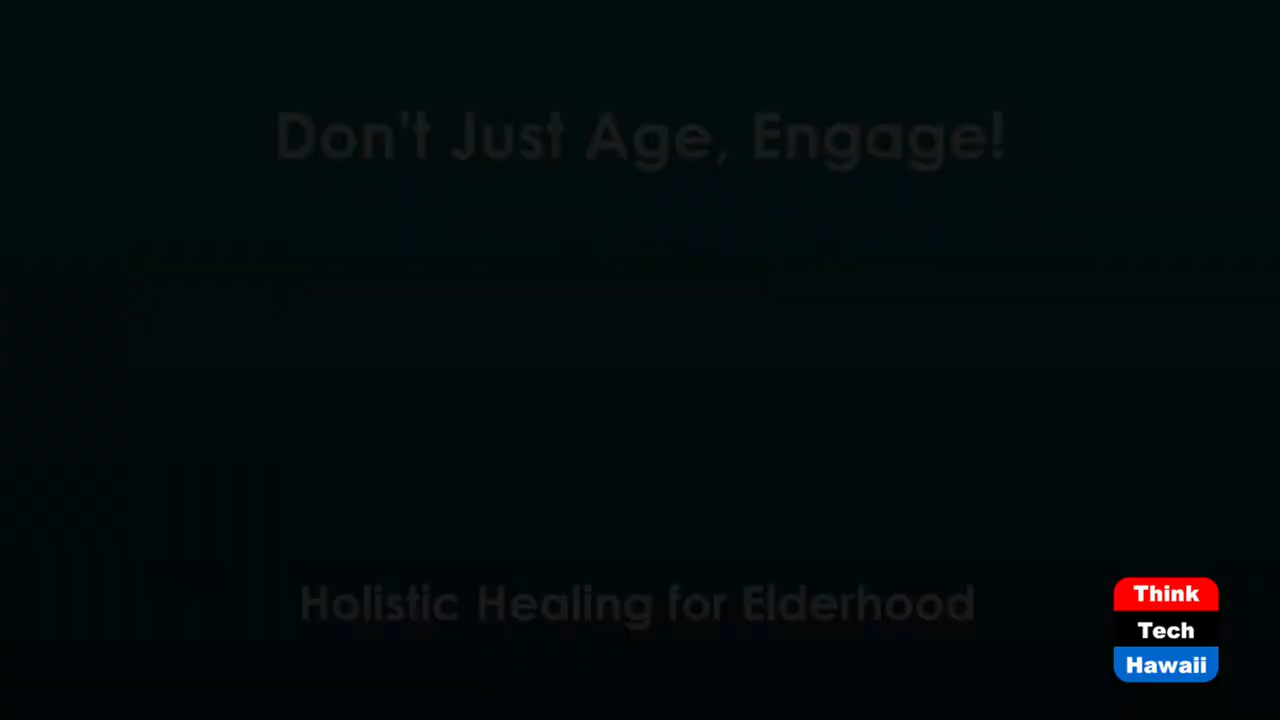 Don't Just Age, Engage!
Holistic Healing for Elderhood
Think
Tech
Hawaii